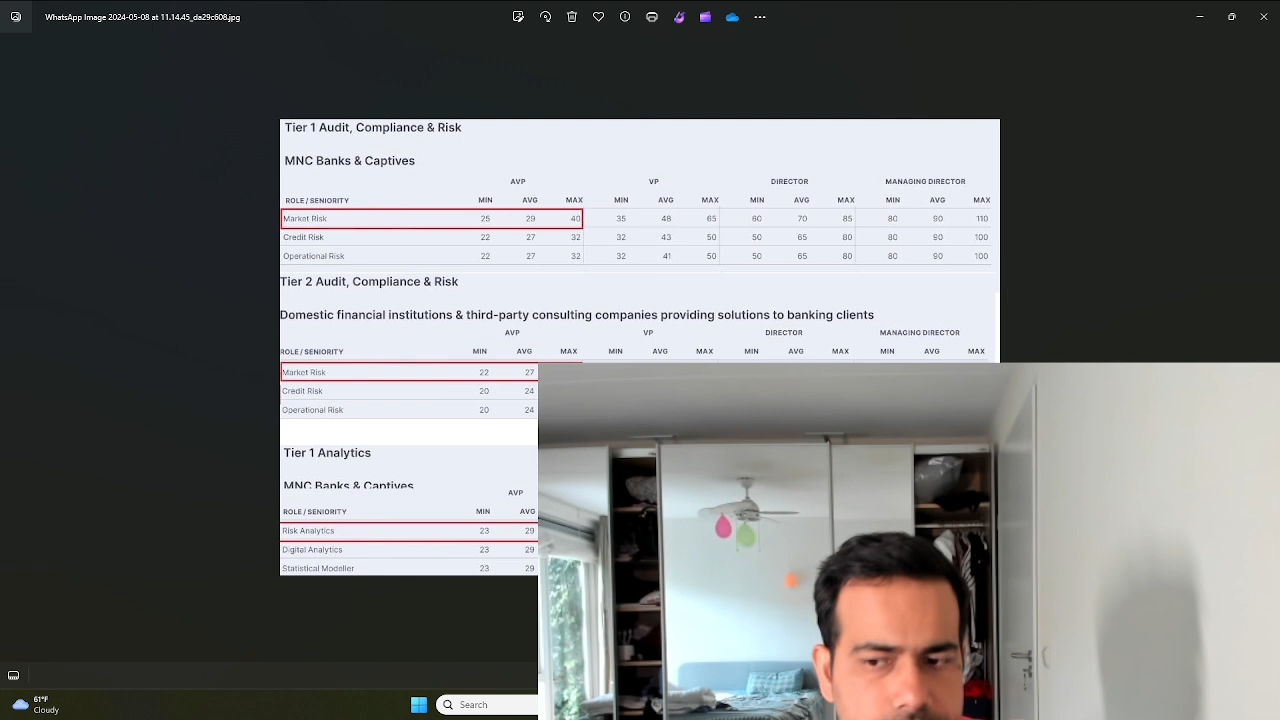 WhatsApp Image 2024-05-05 at 11.11.45_dac9509c.jpg
Tier 1 Audit, Compliance & Risk
MNC Banks & Captives
AVP VP DIRECTOR MANAGING DIRECTOR
ROLE / SENIORITY MIN AVG MAX MIN AVG MAX MIN AVG MAX MIN AVG MAX
Market Risk 25 29 40 35 48 65 60 70 85 80 90 110
Credit Risk 22 27 32 32 43 50 50 65 80 80 90 100
Operational Risk 22 27 32 32 41 50 50 65 80 80 90 100
Tier 2 Audit, Compliance & Risk
Domestic financial institutions & third-party consulting companies providing solutions to banking clients
AVP VP DIRECTOR MANAGING DIRECTOR
ROLE / SENIORITY MIN AVG MAX MIN AVG MAX MIN AVG MAX MIN AVG MAX
Market Risk 22 27
Credit Risk 20 24
Operational Risk 20 24
Tier 1 Analytics
MNC Banks & Captives
AVP
ROLE / SENIORITY MIN AVG
Risk Analytics 23 29
Digital Analytics 23 29
Statistical Modeller 23 29
51°F
Cloudy
Search